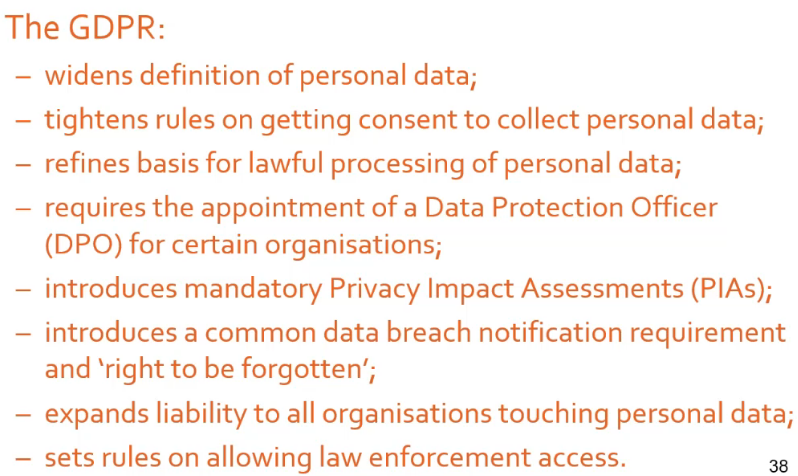 The GDPR:
– widens definition of personal data;
– tightens rules on getting consent to collect personal data;
– refines basis for lawful processing of personal data;
– requires the appointment of a Data Protection Officer
(DPO) for certain organisations;
– introduces mandatory Privacy Impact Assessments (PIAs);
– introduces a common data breach notification requirement
and ‘right to be forgotten’;
– expands liability to all organisations touching personal data;
– sets rules on allowing law enforcement access.
38